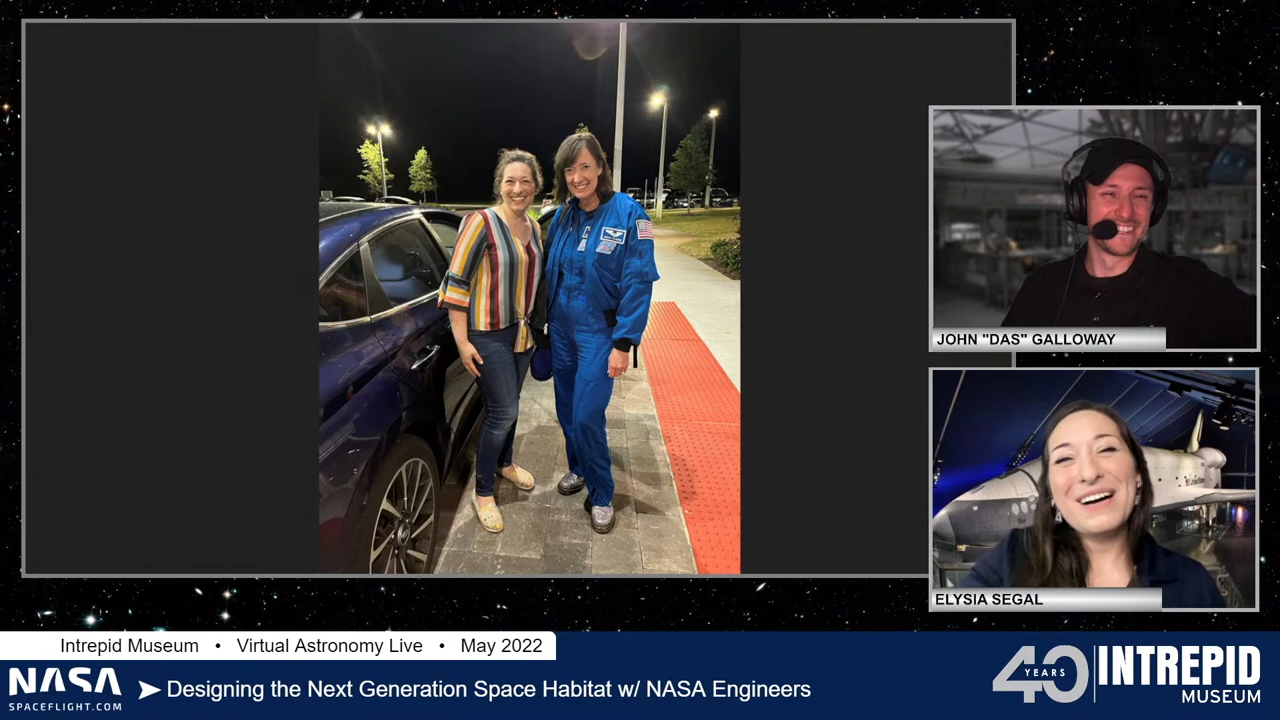 JOHN "DAS" GALLOWAY
ELYSIA SEGAL
Intrepid Museum • Virtual Astronomy Live • May 2022
NASA
SPACEFLIGHT.COM
➤ Designing the Next Generation Space Habitat w/ NASA Engineers
40
YEARS
INTREPID
MUSEUM